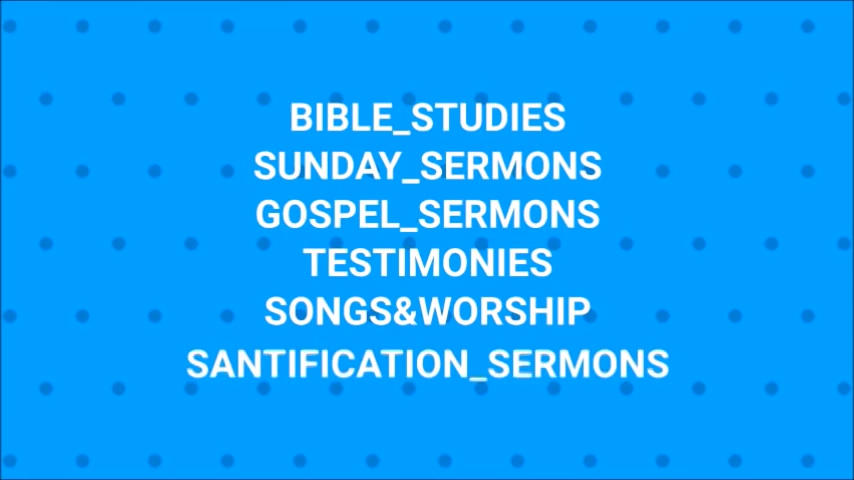 BIBLE_STUDIES
SUNDAY_SERMONS
GOSPEL_SERMONS
TESTIMONIES
SONGS&WORSHIP
SANTIFICATION_SERMONS